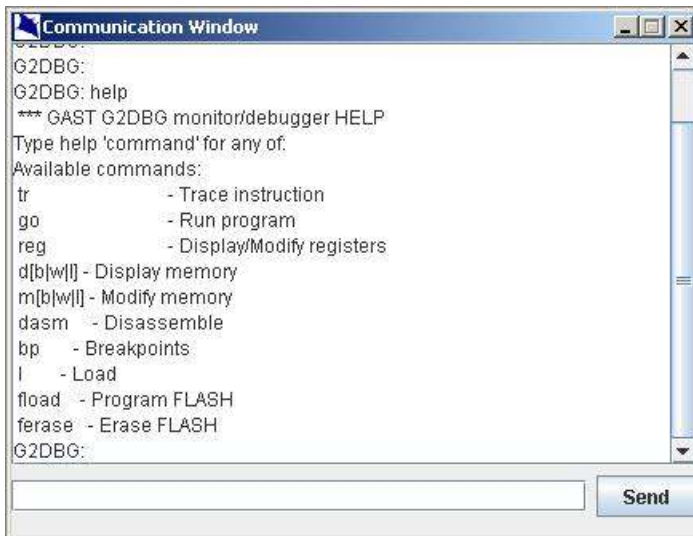 Communication Window
G2DBG:
G2DBG:
G2DBG: help
*** GAST G2DBG monitor/debugger HELP
Type help 'command' for any of:
Available commands:
tr - Trace instruction
go - Run program
reg - Display/Modify registers
d[b|w|l] - Display memory
m[b|w|l] - Modify memory
dasm - Disassemble
bp - Breakpoints
l - Load
fload - Program FLASH
ferase - Erase FLASH
G2DBG:
Send